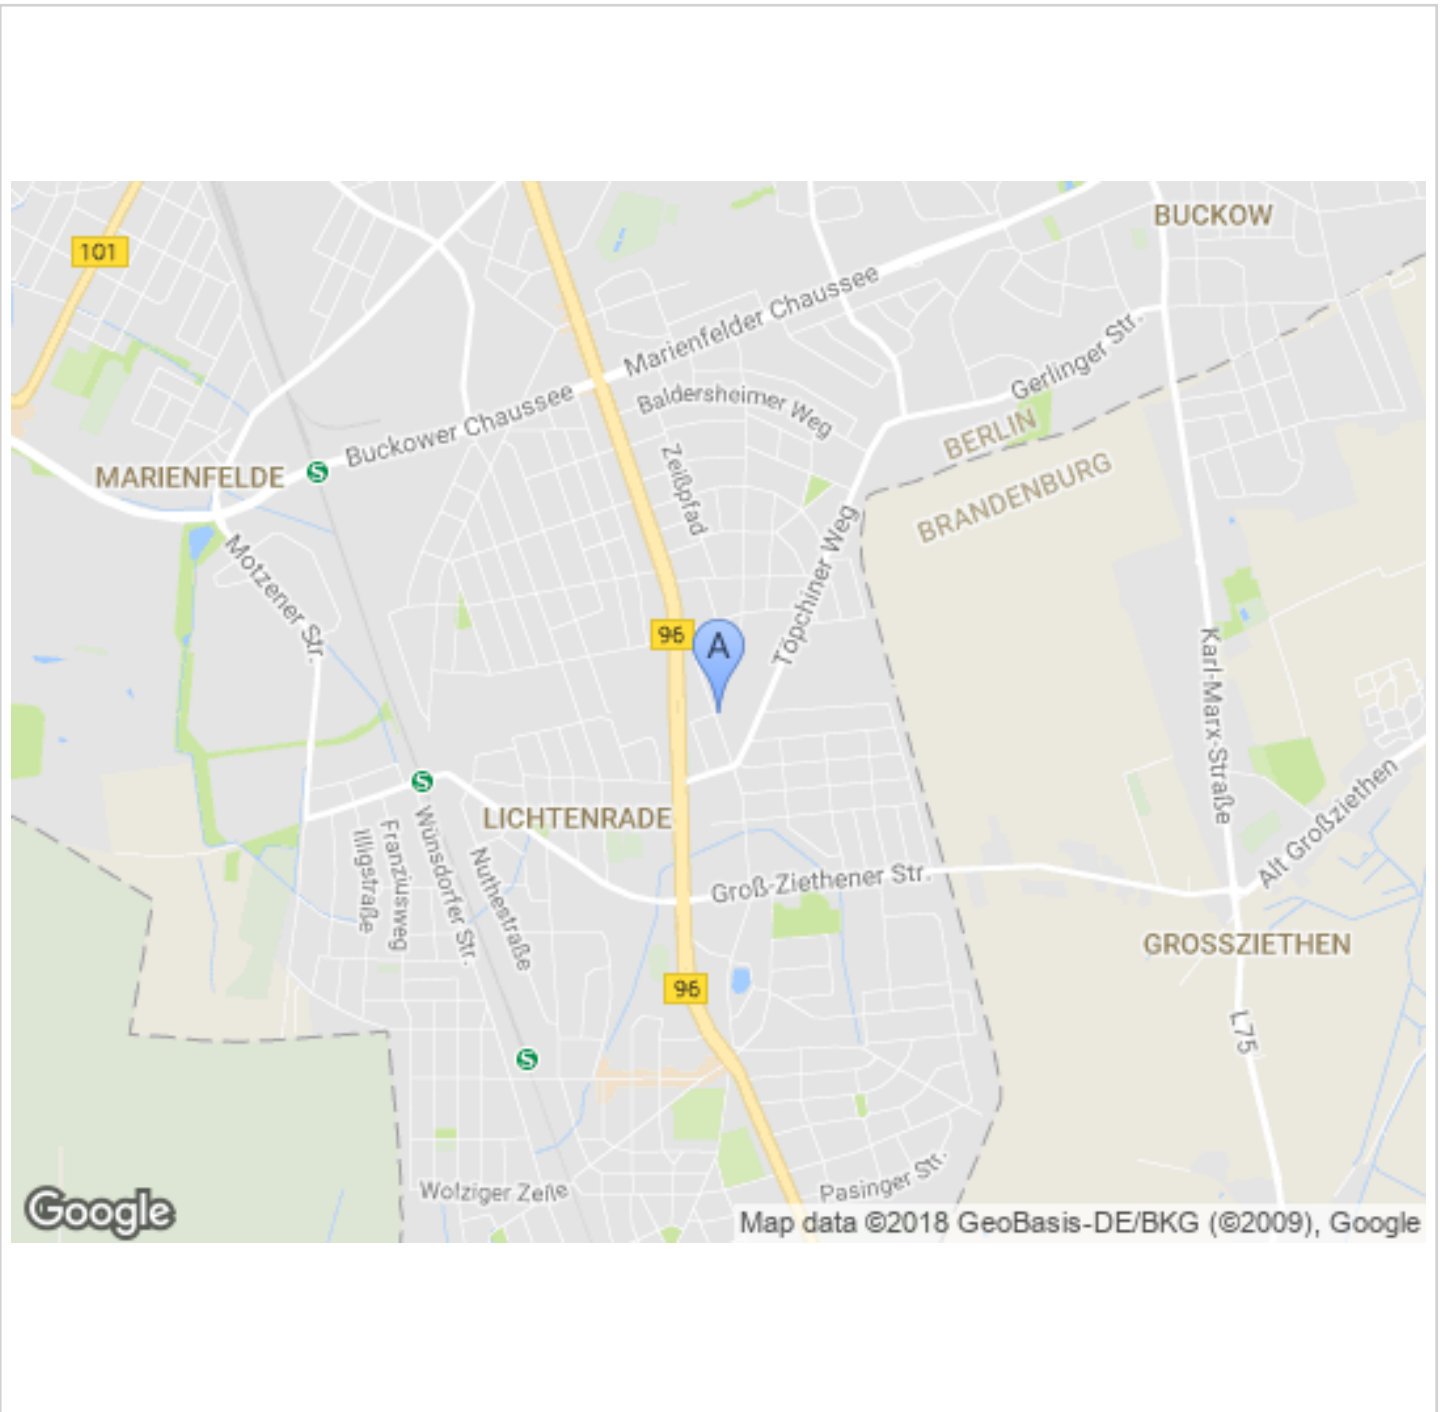 BUCKOW
101
Marienfelder Chaussee
Gerlinger Str.
Buckower Chaussee
Baldersheimer Weg
BERLIN
MARIENFELDE
S
Zeißpfad
BRANDENBURG
Motzener Str.
Töpchiner Weg
96
A
Karl-Marx-Straße
S
LICHTENRADE
Wünsdorfer Str.
Franziusweg
Illigstraße
Nuthestraße
Groß-Ziethener Str.
Alt Großziethen
GROSSZIETHEN
96
L75
S
Wolziger Zeile
Pasinger Str.
Google
Map data ©2018 GeoBasis-DE/BKG (©2009), Google